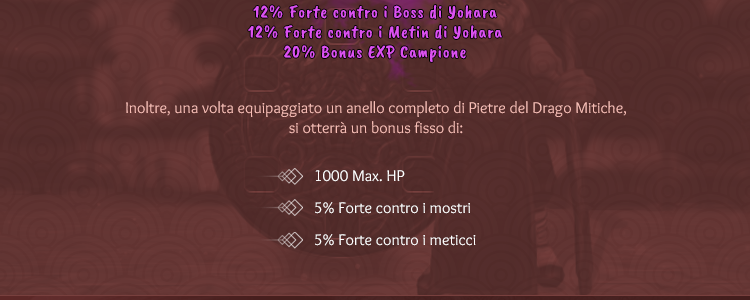 12% Forte contro i Boss di Yohara
12% Forte contro i Metin di Yohara
20% Bonus EXP Campione
Inoltre, una volta equipaggiato un anello completo di Pietre del Drago Mitiche,
si otterrà un bonus fisso di:
1000 Max. HP
5% Forte contro i mostri
5% Forte contro i meticci